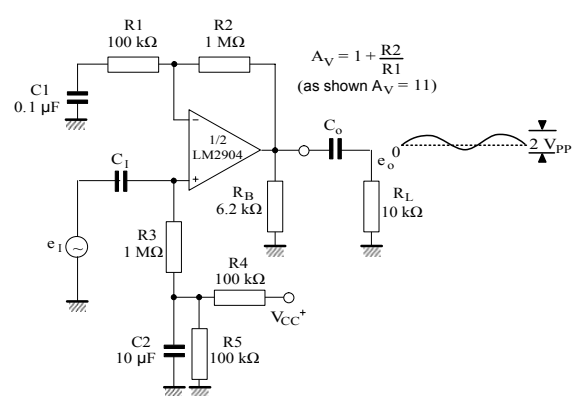 R1
100 kΩ
R2
1 MΩ
A_V = 1 + R2/R1
(as shown A_V = 11)
C1
0.1 µF
1/2
LM2904
−
+
C_I
C_o
e_o
0
2 V_PP
R_B
6.2 kΩ
R_L
10 kΩ
e_I
~
R3
1 MΩ
R4
100 kΩ
V_CC+
C2
10 µF
R5
100 kΩ